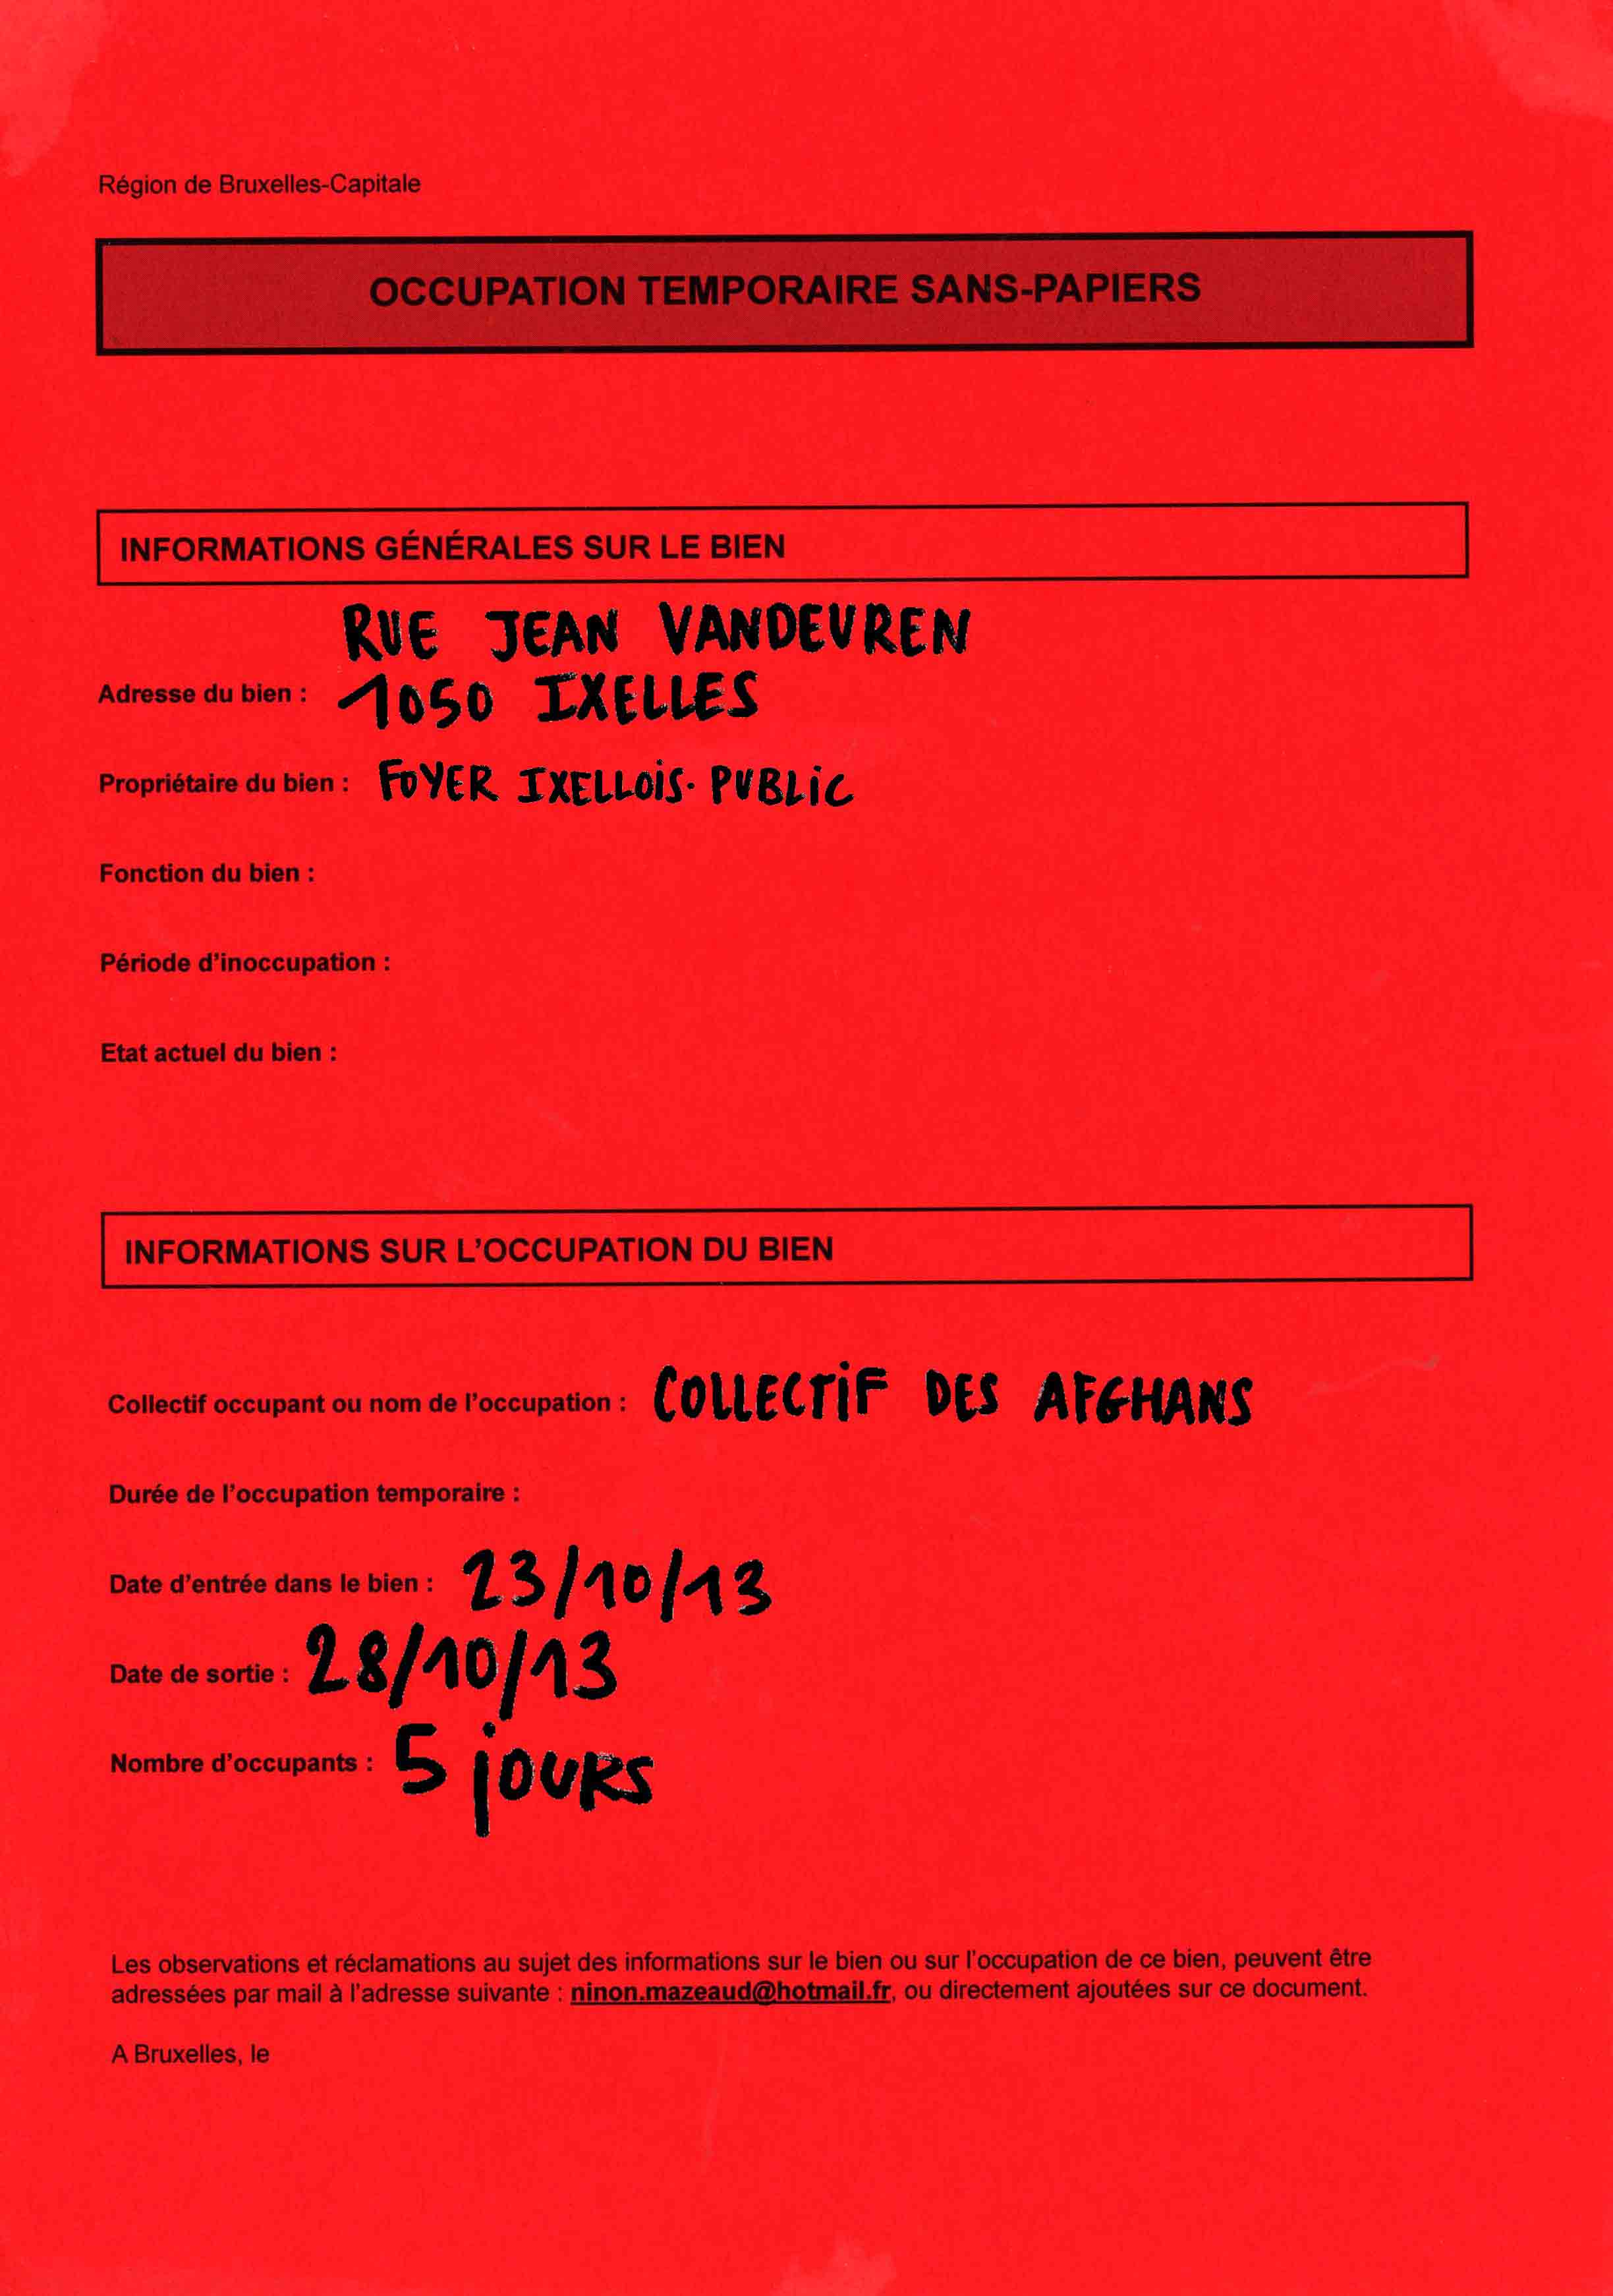 Région de Bruxelles-Capitale
OCCUPATION TEMPORAIRE SANS-PAPIERS
INFORMATIONS GÉNÉRALES SUR LE BIEN
RUE JEAN VANDEUREN
Adresse du bien : 1050 IXELLES
Propriétaire du bien : FOYER IXELLOIS. PUBLIC
Fonction du bien :
Période d'inoccupation :
Etat actuel du bien :
INFORMATIONS SUR L'OCCUPATION DU BIEN
Collectif occupant ou nom de l'occupation : COLLECTIF DES AFGHANS
Durée de l'occupation temporaire :
Date d'entrée dans le bien : 23/10/13
Date de sortie : 28/10/13
Nombre d'occupants : 5 jOURS
Les observations et réclamations au sujet des informations sur le bien ou sur l'occupation de ce bien, peuvent être
adressées par mail à l'adresse suivante : ninon.mazeaud@hotmail.fr, ou directement ajoutées sur ce document.
A Bruxelles, le